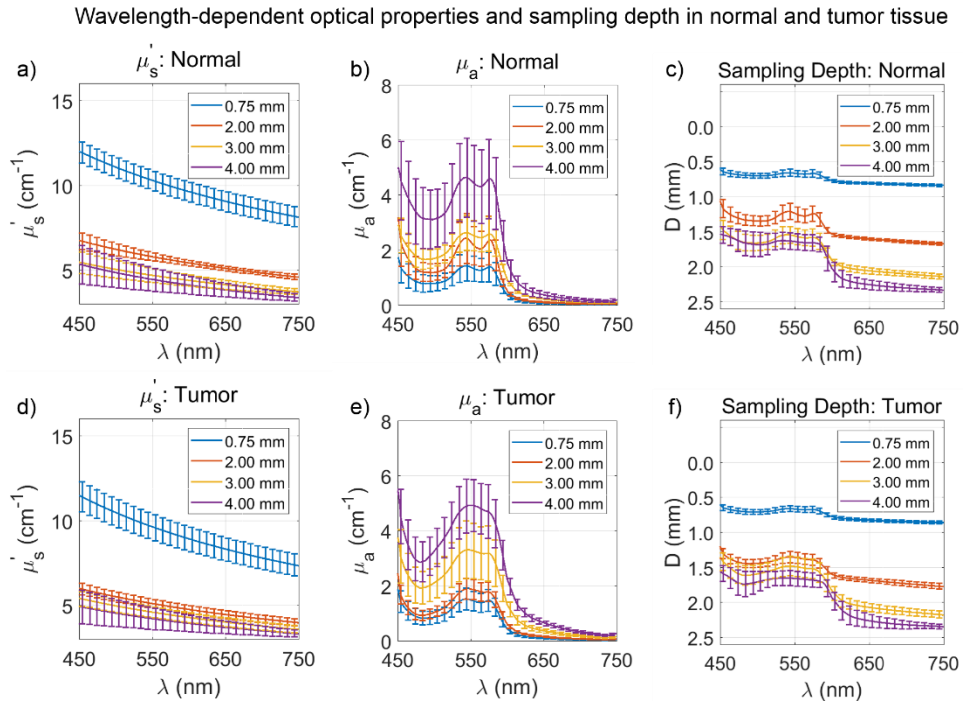 Wavelength-dependent optical properties and sampling depth in normal and tumor tissue
a) μs': Normal
μs' (cm-1)
15
10
5
450 550 650 750
λ (nm)
0.75 mm
2.00 mm
3.00 mm
4.00 mm
b) μa: Normal
μa (cm-1)
8
6
4
2
0
450 550 650 750
λ (nm)
0.75 mm
2.00 mm
3.00 mm
4.00 mm
c) Sampling Depth: Normal
D (mm)
0.0
0.5
1.0
1.5
2.0
2.5
450 550 650 750
λ (nm)
0.75 mm
2.00 mm
3.00 mm
4.00 mm
d) μs': Tumor
μs' (cm-1)
15
10
5
450 550 650 750
λ (nm)
0.75 mm
2.00 mm
3.00 mm
4.00 mm
e) μa: Tumor
μa (cm-1)
8
6
4
2
0
450 550 650 750
λ (nm)
0.75 mm
2.00 mm
3.00 mm
4.00 mm
f) Sampling Depth: Tumor
D (mm)
0.0
0.5
1.0
1.5
2.0
2.5
450 550 650 750
λ (nm)
0.75 mm
2.00 mm
3.00 mm
4.00 mm